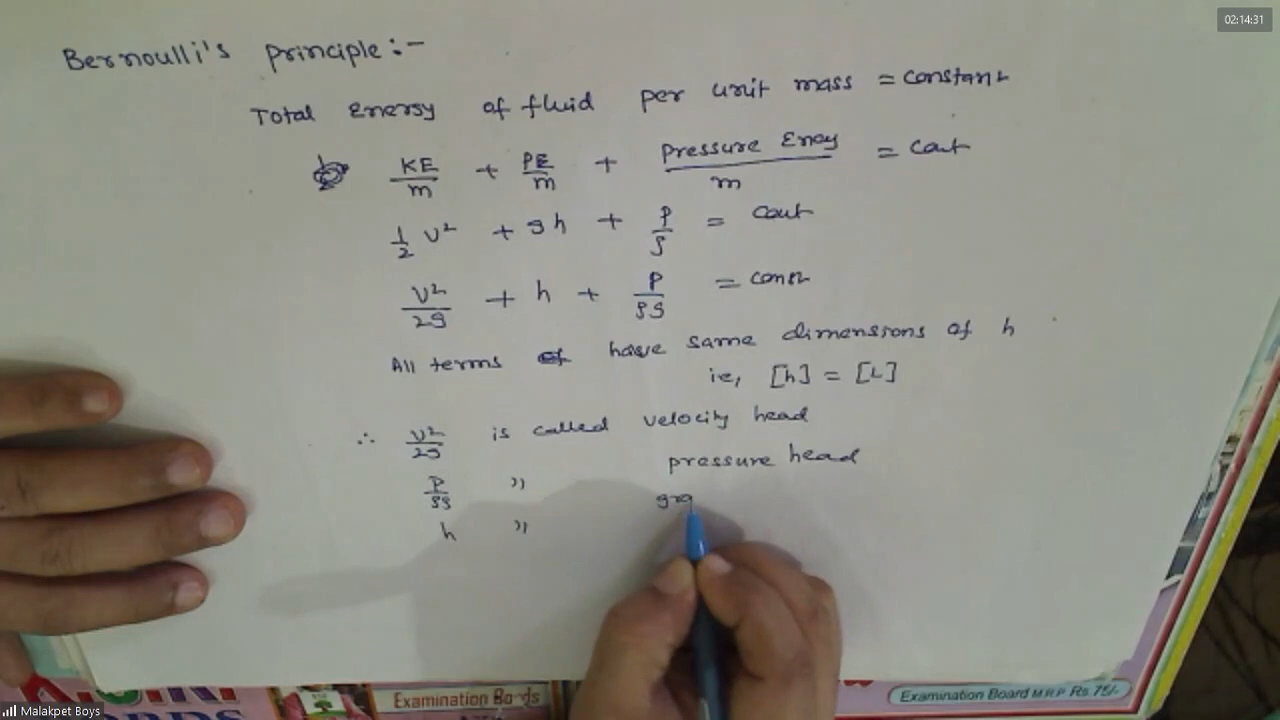 02:14:31
Bernoulli's principle:-
Total Energy of fluid per unit mass = constant
KE/m + PE/m + Pressure Energy/m = Const
1/2 v² + gh + P/ρ = Const
v²/2g + h + P/ρg = const
All terms have same dimensions of h
ie, [h] = [L]
∴ v²/2g is called velocity head
P/ρg " pressure head
h " gra
Examination Boards
Examination Board M.R.P Rs 75/-
Malakpet Boys